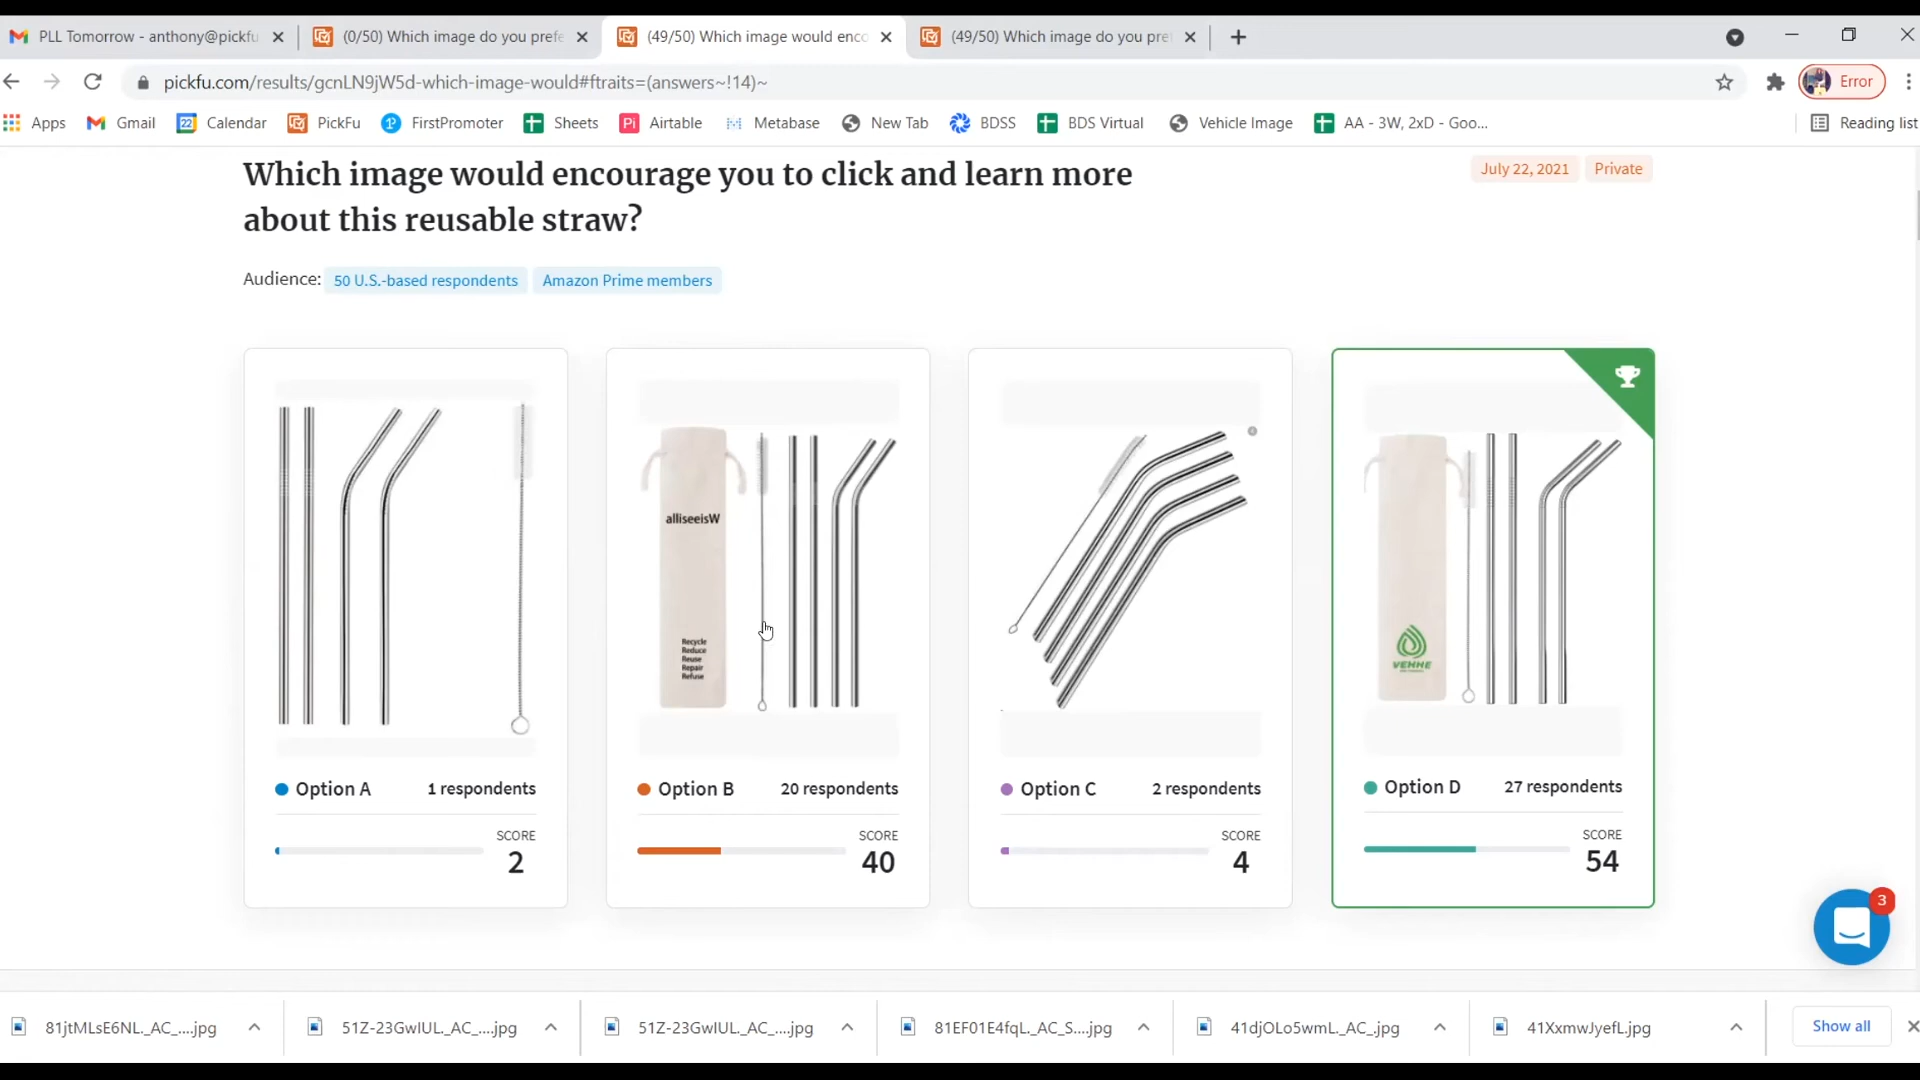 PLL Tomorrow - anthony@pickfu
(0/50) Which image do you prefe
(49/50) Which image would enco
(49/50) Which image do you pre
pickfu.com/results/gcnLN9jW5d-which-image-would#ftraits=(answers~!14)~
Error
Apps
Gmail
22
Calendar
PickFu
FirstPromoter
Sheets
Pi
Airtable
Metabase
New Tab
BDSS
BDS Virtual
Vehicle Image
AA - 3W, 2xD - Goo...
Reading list
Which image would encourage you to click and learn more
about this reusable straw?
July 22, 2021
Private
Audience:
50 U.S.-based respondents
Amazon Prime members
alliseeisW
Recycle
Reduce
Reuse
Repair
Refuse
VENHE
Option A
1 respondents
SCORE
2
Option B
20 respondents
SCORE
40
Option C
2 respondents
SCORE
4
Option D
27 respondents
SCORE
54
3
81jtMLsE6NL._AC_....jpg
51Z-23GwIUL._AC_....jpg
51Z-23GwIUL._AC_....jpg
81EF01E4fqL._AC_S....jpg
41djOLo5wmL._AC_.jpg
41XxmwJyefL.jpg
Show all